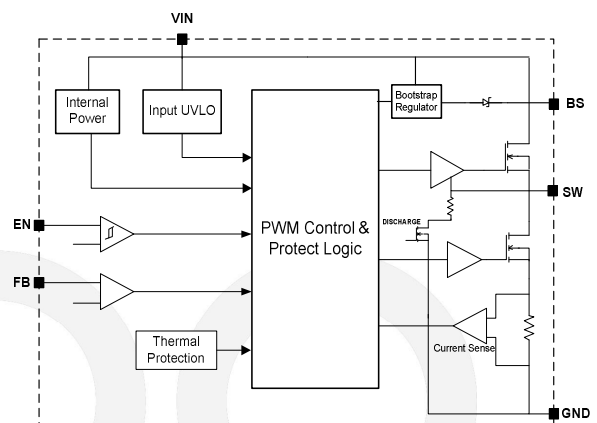 VIN
Internal
Power
Input UVLO
Bootstrap
Regulator
BS
SW
DISCHARGE
EN
PWM Control &
Protect Logic
FB
Thermal
Protection
Current Sense
GND